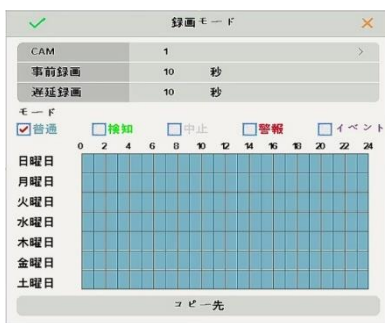 録画モード
CAM 1
事前録画 10 秒
遅延録画 10 秒
モード
普通 検知 中止 警報 イベント
0 2 4 6 8 10 12 14 16 18 20 22 24
日曜日
月曜日
火曜日
水曜日
木曜日
金曜日
土曜日
コピー先